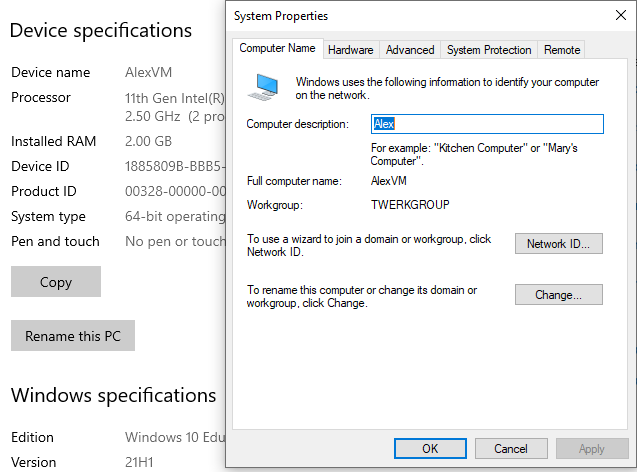 Device specifications
Device name AlexVM
Processor 11th Gen Intel(R)
2.50 GHz (2 pro
Installed RAM 2.00 GB
Device ID 1885809B-BBB5-
Product ID 00328-00000-00
System type 64-bit operating
Pen and touch No pen or touch
Copy
Rename this PC
Windows specifications
Edition Windows 10 Edu
Version 21H1
System Properties
Computer Name Hardware Advanced System Protection Remote
Windows uses the following information to identify your computer
on the network.
Computer description: Alex
For example: "Kitchen Computer" or "Mary's
Computer".
Full computer name: AlexVM
Workgroup: TWERKGROUP
To use a wizard to join a domain or workgroup, click
Network ID.
Network ID...
To rename this computer or change its domain or
workgroup, click Change.
Change...
OK Cancel Apply